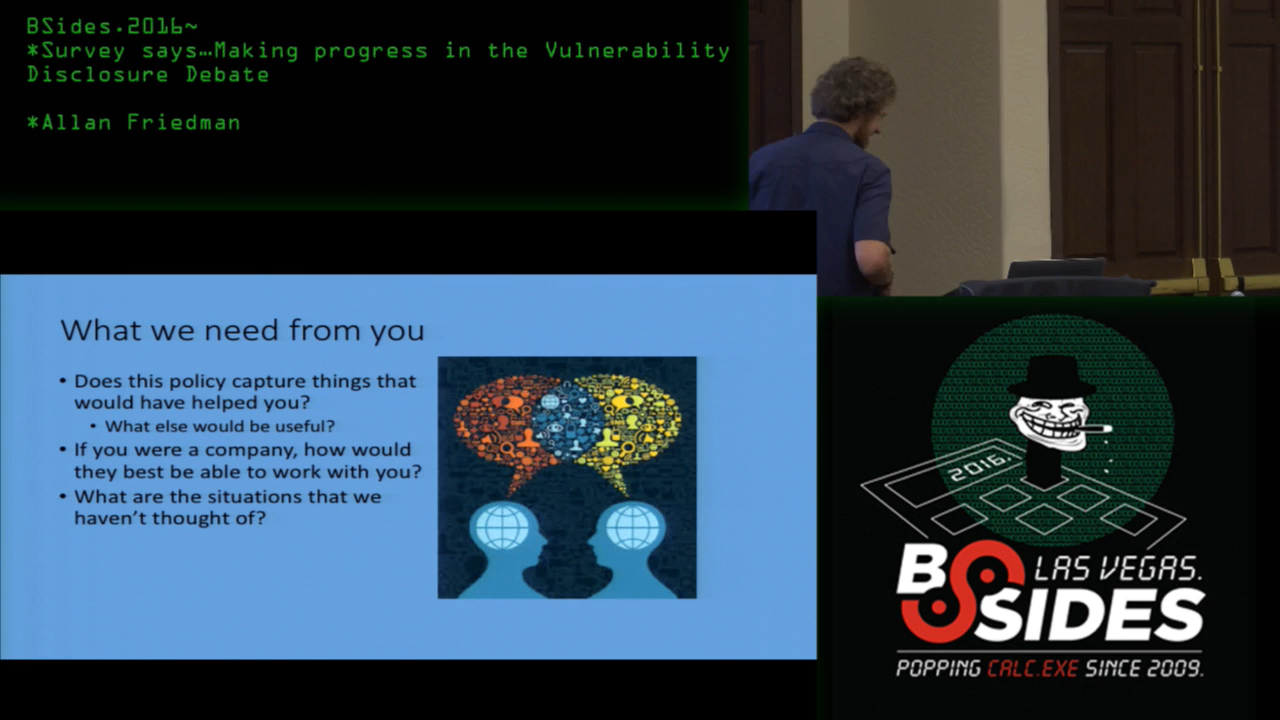 BSides.2016~
*Survey says…Making progress in the Vulnerability
Disclosure Debate
*Allan Friedman
What we need from you
• Does this policy capture things that
would have helped you?
• What else would be useful?
• If you were a company, how would
they best be able to work with you?
• What are the situations that we
haven't thought of?
2016.
BSIDES
LAS VEGAS.
POPPING CALC.EXE SINCE 2009.